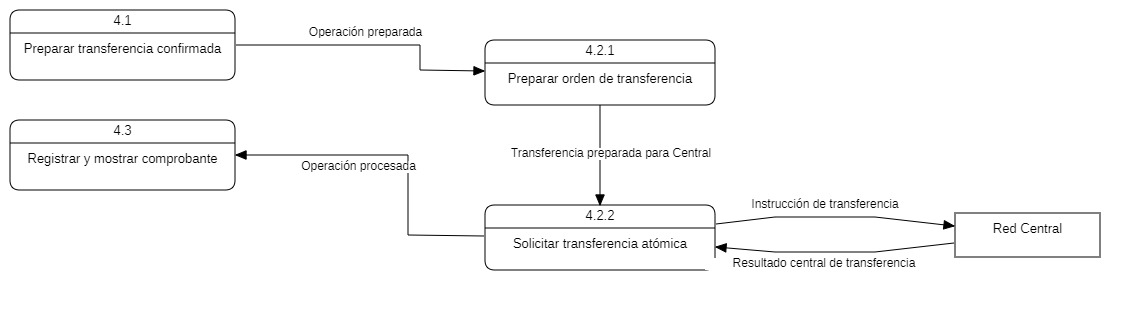 4.1
Preparar transferencia confirmada
Operación preparada
4.2.1
Preparar orden de transferencia
4.3
Registrar y mostrar comprobante
Operación procesada
Transferencia preparada para Central
4.2.2
Solicitar transferencia atómica
Instrucción de transferencia
Red Central
Resultado central de transferencia